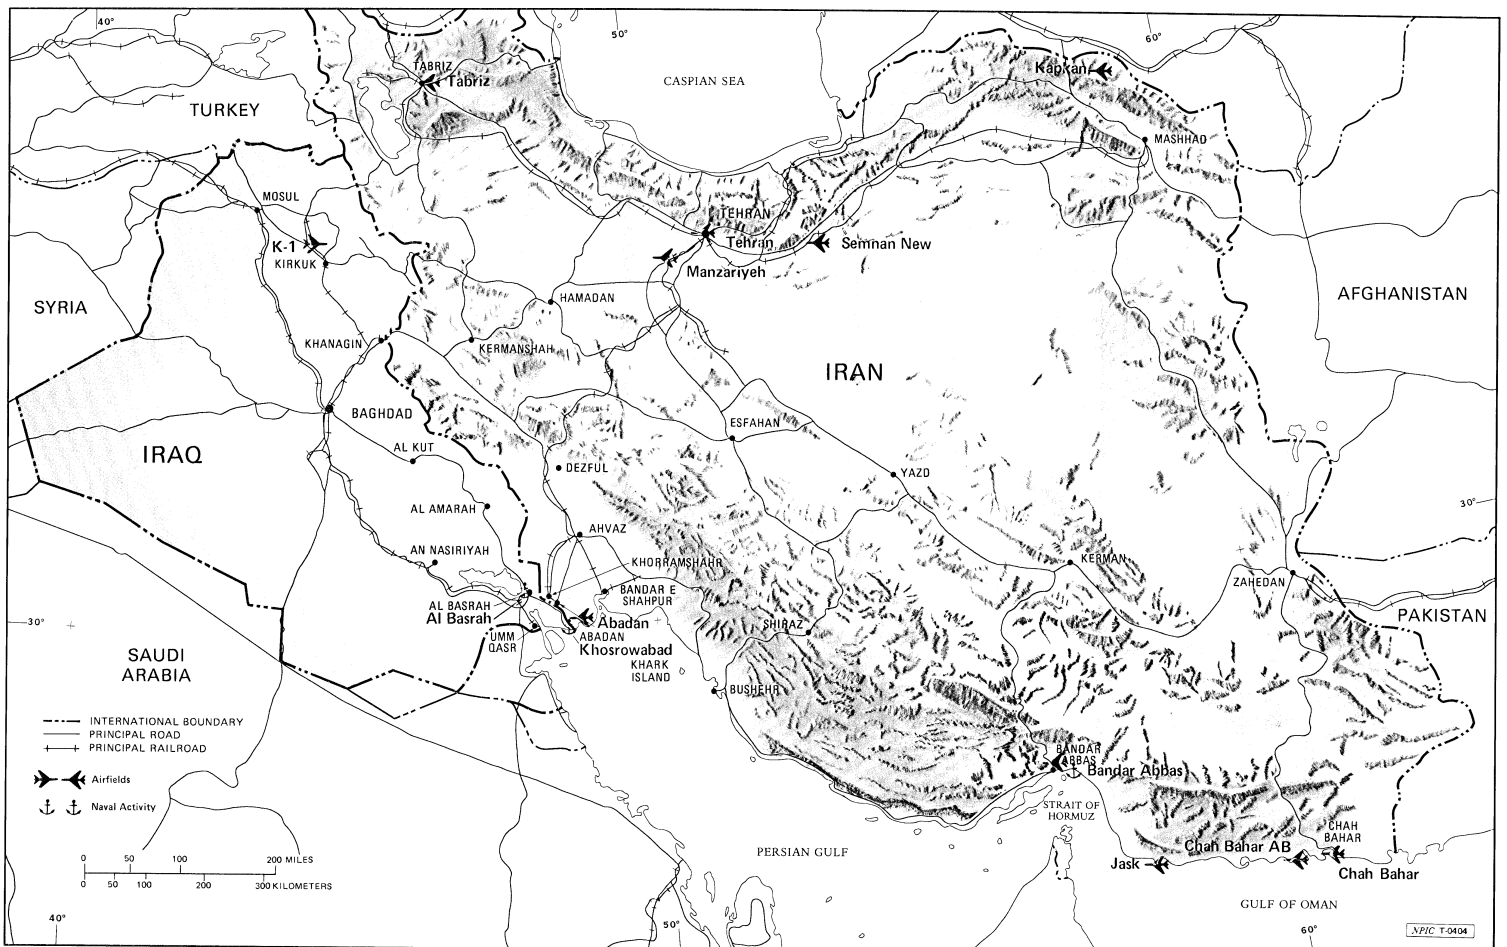 40°
50°
60°
TABRIZ
Tabriz
CASPIAN SEA
Kapkan
TURKEY
MASHHAD
MOSUL
TEHRAN
Tehran
K-1
Semnan New
KIRKUK
Manzariyeh
SYRIA
HAMADAN
AFGHANISTAN
KHANAGIN
KERMANSHAH
IRAN
BAGHDAD
ESFAHAN
IRAQ
AL KUT
DEZFUL
YAZD
AL AMARAH
30°
AHVAZ
AN NASIRIYAH
KHORRAMSHAHR
KERMAN
BANDAR E
SHAHPUR
ZAHEDAN
AL BASRAH
Al Basrah
PAKISTAN
30°
Abadan
SHIRAZ
UMM
QASR
ABADAN
Khosrowabad
SAUDI
ARABIA
KHARK
ISLAND
BUSHEHR
INTERNATIONAL BOUNDARY
PRINCIPAL ROAD
PRINCIPAL RAILROAD
BANDAR
ABBAS
Bandar Abbas
Airfields
Naval Activity
STRAIT OF
HORMUZ
CHAH
BAHAR
Chah Bahar AB
PERSIAN GULF
Jask
Chah Bahar
0 50 100 200 MILES
0 50 100 200 300 KILOMETERS
GULF OF OMAN
40°
50°
60°
NPIC T-0404